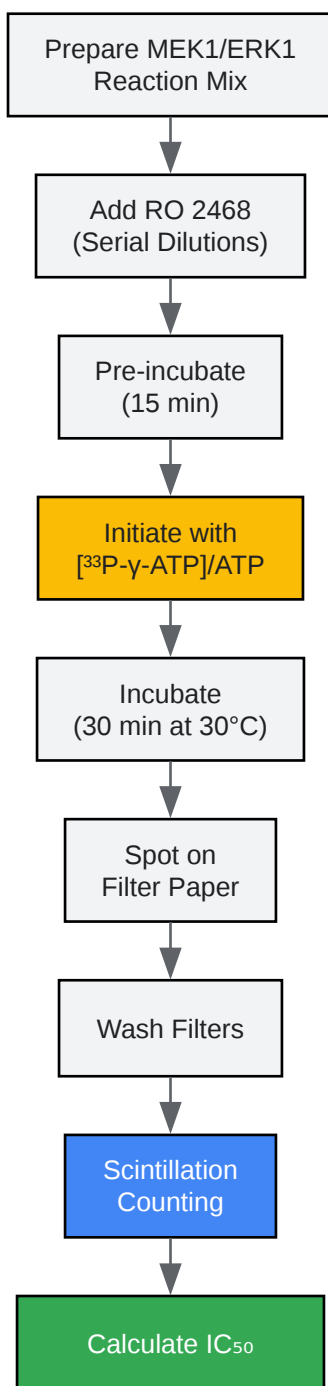 Prepare MEK1/ERK1
Reaction Mix
Add RO 2468
(Serial Dilutions)
Pre-incubate
(15 min)
Initiate with
[³³P-γ-ATP]/ATP
Incubate
(30 min at 30°C)
Spot on
Filter Paper
Wash Filters
Scintillation
Counting
Calculate IC₅₀